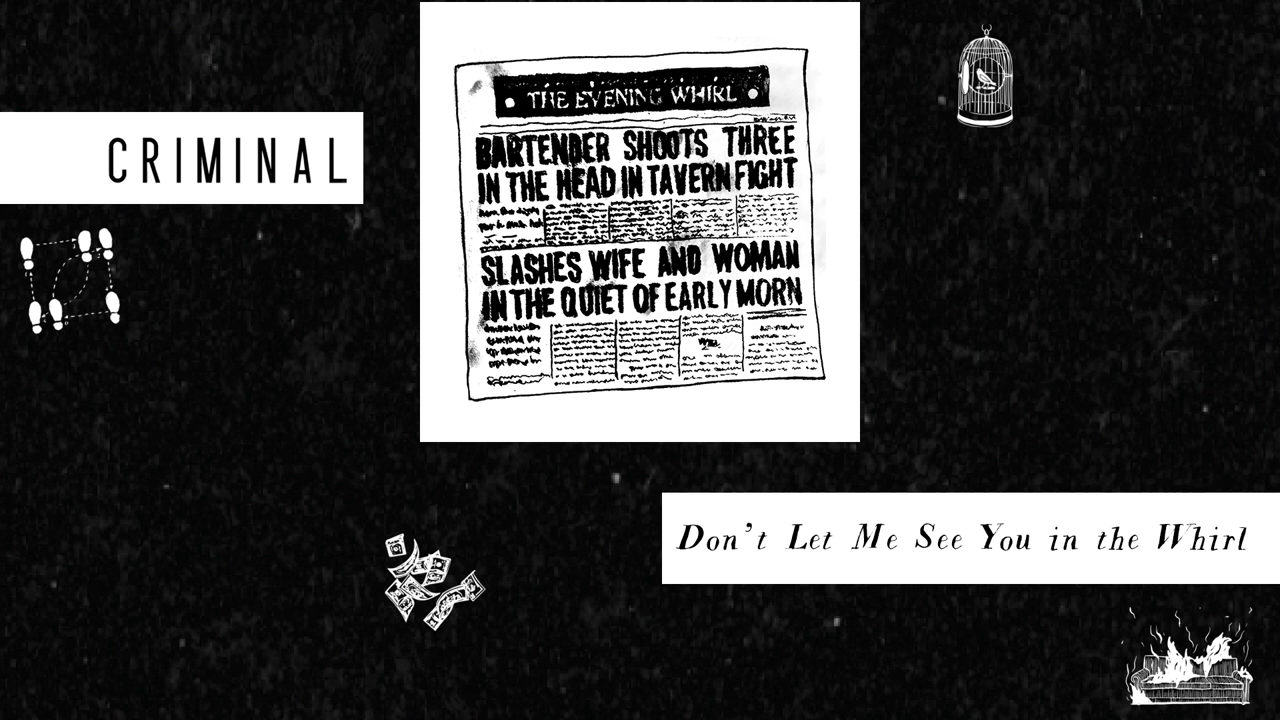 CRIMINAL
THE EVENING WHIRL
BARTENDER SHOOTS THREE
IN THE HEAD IN TAVERN FIGHT
SLASHES WIFE AND WOMAN
IN THE QUIET OF EARLY MORN
Don't Let Me See You in the Whirl